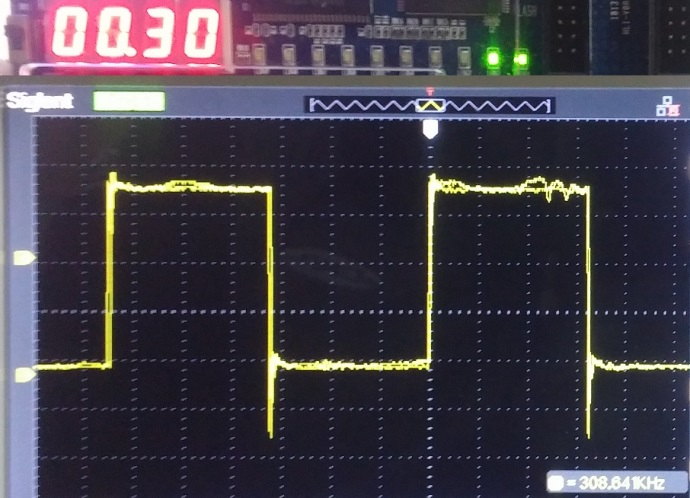 00.30
Siglent
= 308.641KHz